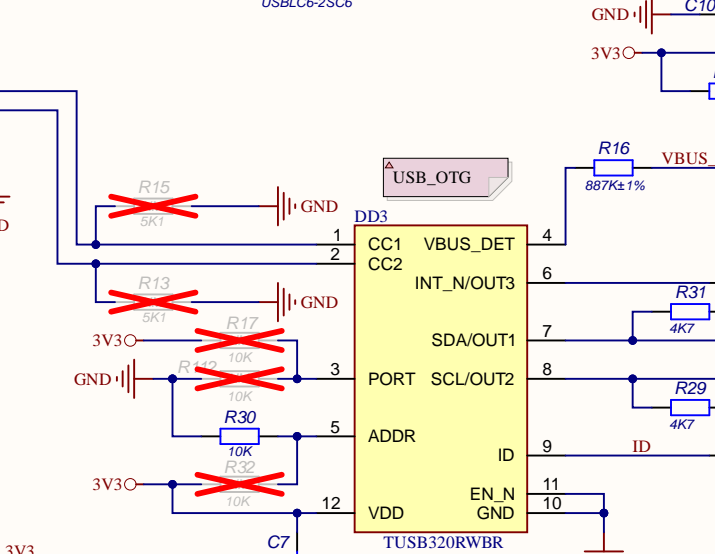 USBLC6-2SC6
C10
GND
3V3
R16
VBUS_
887K±1%
USB_OTG
R15
5K1
GND
DD3
1
CC1
VBUS_DET
4
2
CC2
INT_N/OUT3
6
R13
5K1
GND
R31
4K7
R17
3V3
10K
SDA/OUT1
7
R112
GND
10K
3
PORT
SCL/OUT2
8
R29
4K7
R30
10K
5
ADDR
ID
9
ID
R32
3V3
10K
EN_N
11
12
VDD
GND
10
C7
TUSB320RWBR
3V3